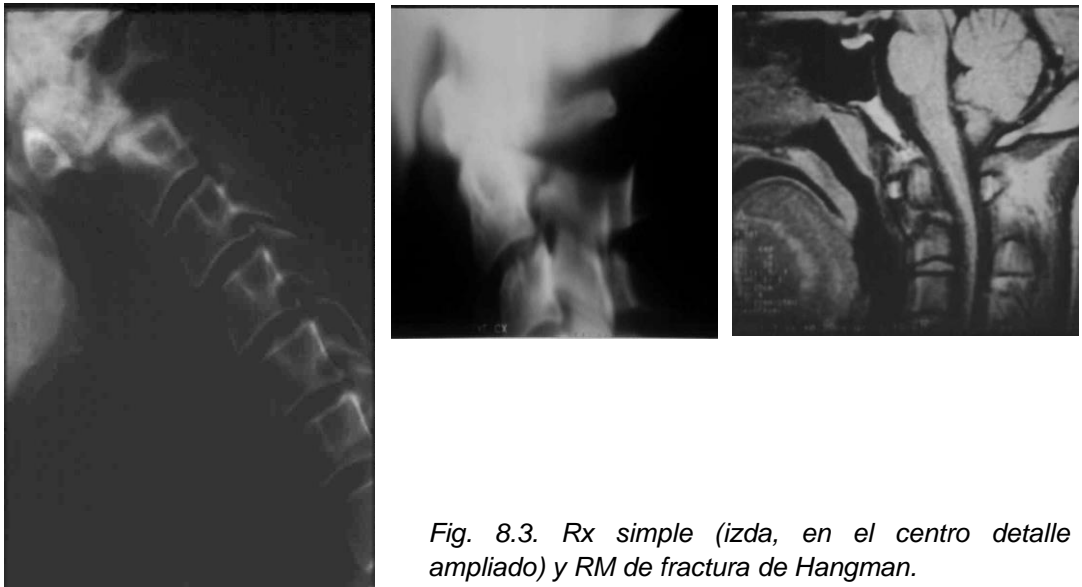 Fig. 8.3. Rx simple (izda, en el centro detalle
ampliado) y RM de fractura de Hangman.